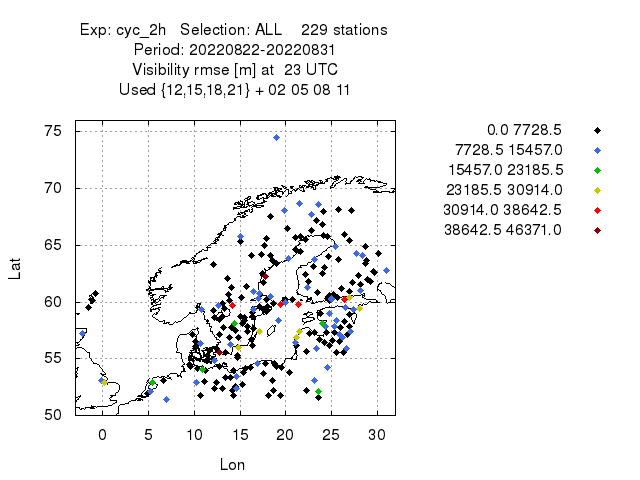 Exp: cyc_2h   Selection: ALL    229 stations
Period: 20220822-20220831
Visibility rmse [m] at  23 UTC
Used {12,15,18,21} + 02 05 08 11
75
70
65
60
55
50
Lat
0 5 10 15 20 25 30
Lon
0.0 7728.5
7728.5 15457.0
15457.0 23185.5
23185.5 30914.0
30914.0 38642.5
38642.5 46371.0